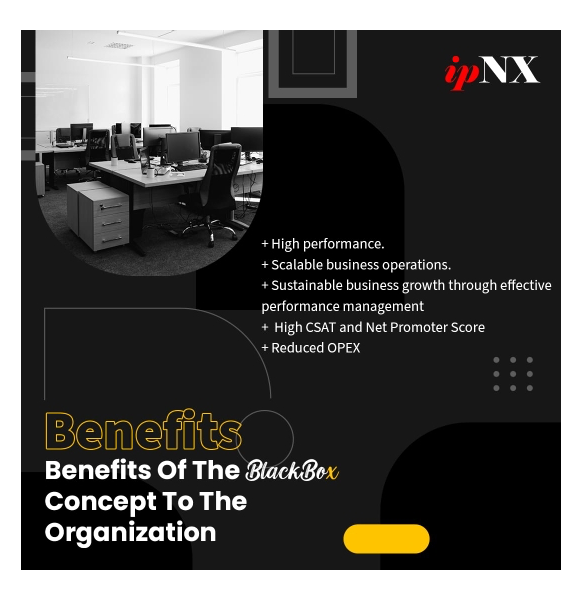 ipNX
+ High performance.
+ Scalable business operations.
+ Sustainable business growth through effective
performance management
+ High CSAT and Net Promoter Score
+ Reduced OPEX
Benefits
Benefits Of The BlackBox
Concept To The
Organization